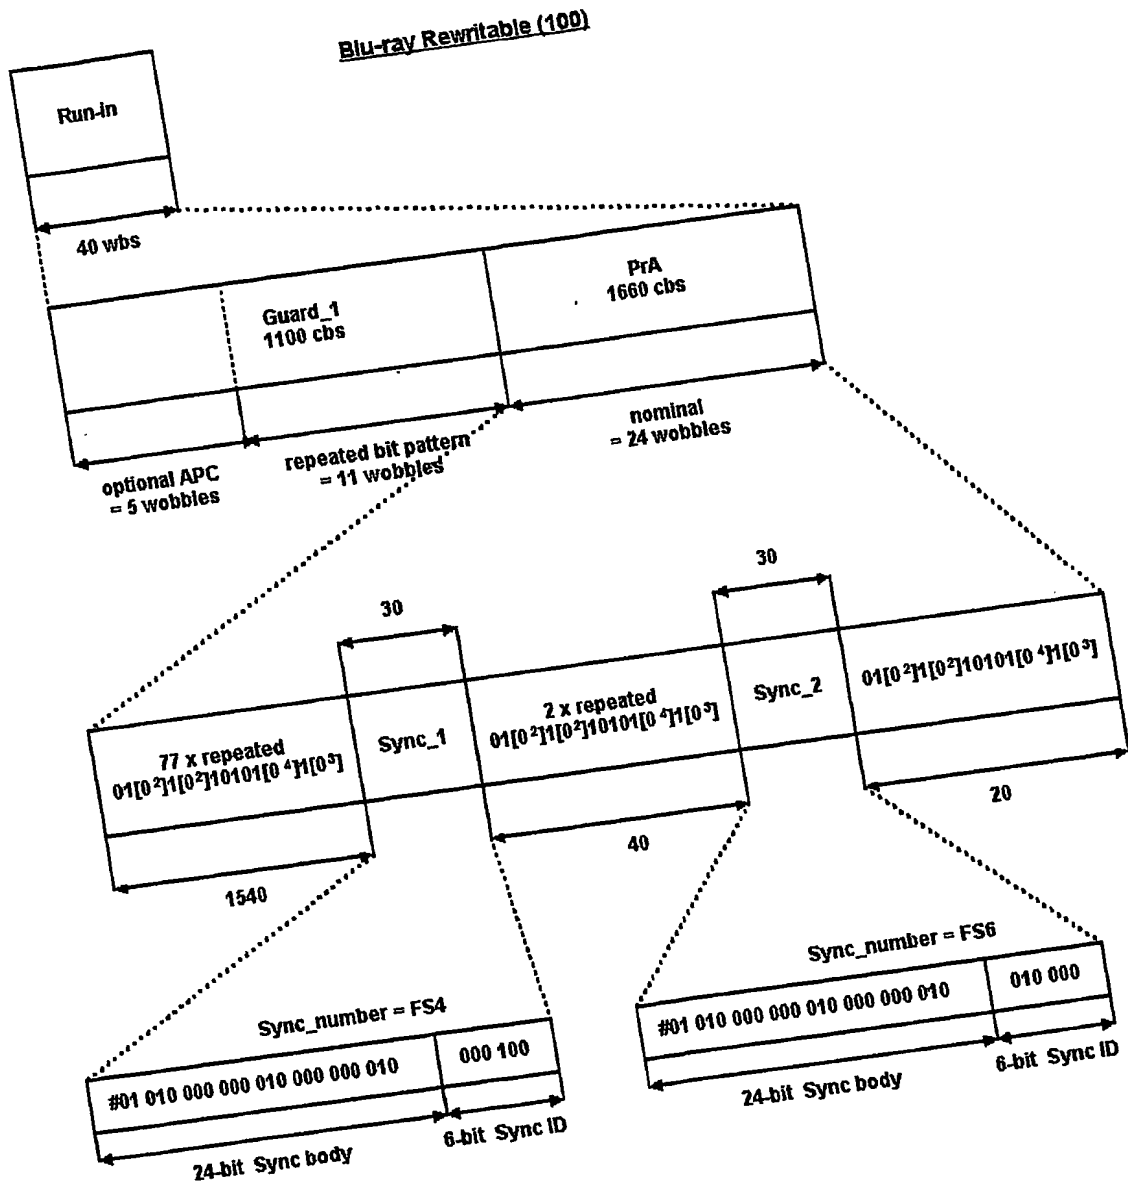 Blu-ray Rewritable (100)
Run-in
40 wbs
Guard_1
1100 cbs
PrA
1660 cbs
optional APC
= 5 wobbles
repeated bit pattern
= 11 wobbles
nominal
= 24 wobbles
30
30
77 x repeated
01[0²]1[0²]10101[0⁴]1[0³]
Sync_1
2 x repeated
01[0²]1[0²]10101[0⁴]1[0³]
Sync_2
01[0²]1[0²]10101[0⁴]1[0³]
1540
40
20
Sync_number = FS4
#01 010 000 000 010 000 000 010
000 100
24-bit Sync body
6-bit Sync ID
Sync_number = FS6
#01 010 000 000 010 000 000 010
010 000
24-bit Sync body
6-bit Sync ID